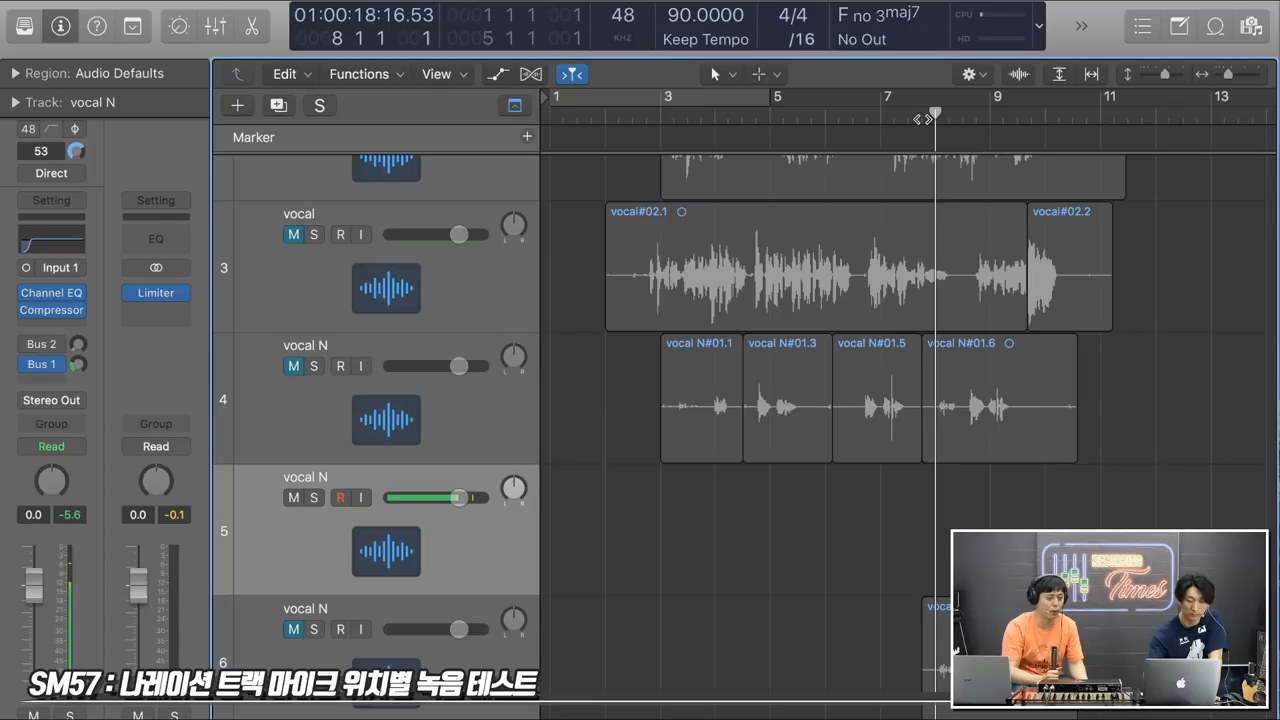 01:00:18:16.53
8 1 1 1
1 1 1
5 1 1 1
48
KHZ
90.0000
Keep Tempo
4/4
/16
F no 3maj7
No Out
CPU
HD
Region: Audio Defaults
Track: vocal N
Edit
Functions
View
48
53
Direct
Setting
Setting
EQ
Input 1
Channel EQ
Compressor
Limiter
Bus 2
Bus 1
Stereo Out
Group
Group
Read
Read
0.0
-5.6
0.0
-0.1
M
S
M
S
S
Marker
1
3
5
7
9
11
13
3
vocal
M S R I
L R
vocal#02.1
vocal#02.2
4
vocal N
M S R I
L R
vocal N#01.1
vocal N#01.3
vocal N#01.5
vocal N#01.6
5
vocal N
M S R I
L R
6
vocal N
M S R I
L R
Times
SM57 : 나레이션 트랙 마이크 위치별 녹음 테스트